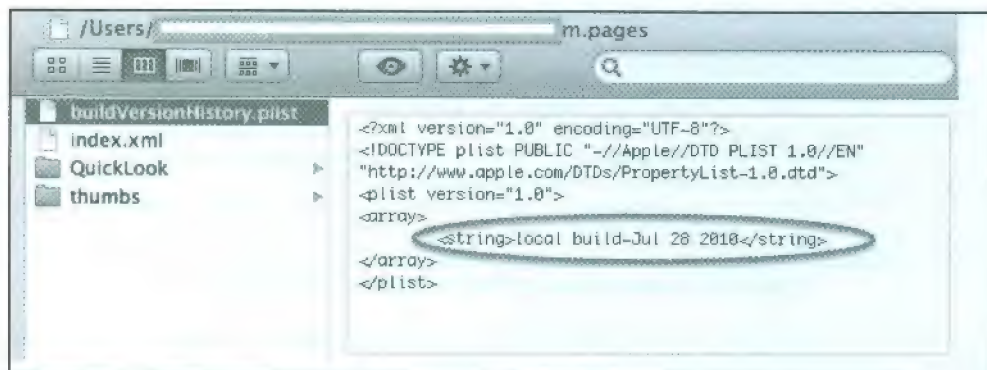 /Users/ m.pages
buildVersionHistory.plist
index.xml
QuickLook
thumbs
<?xml version="1.0" encoding="UTF-8"?>
<!DOCTYPE plist PUBLIC "-//Apple//DTD PLIST 1.0//EN"
"http://www.apple.com/DTDs/PropertyList-1.0.dtd">
<plist version="1.0">
<array>
<string>local build-Jul 28 2010</string>
</array>
</plist>